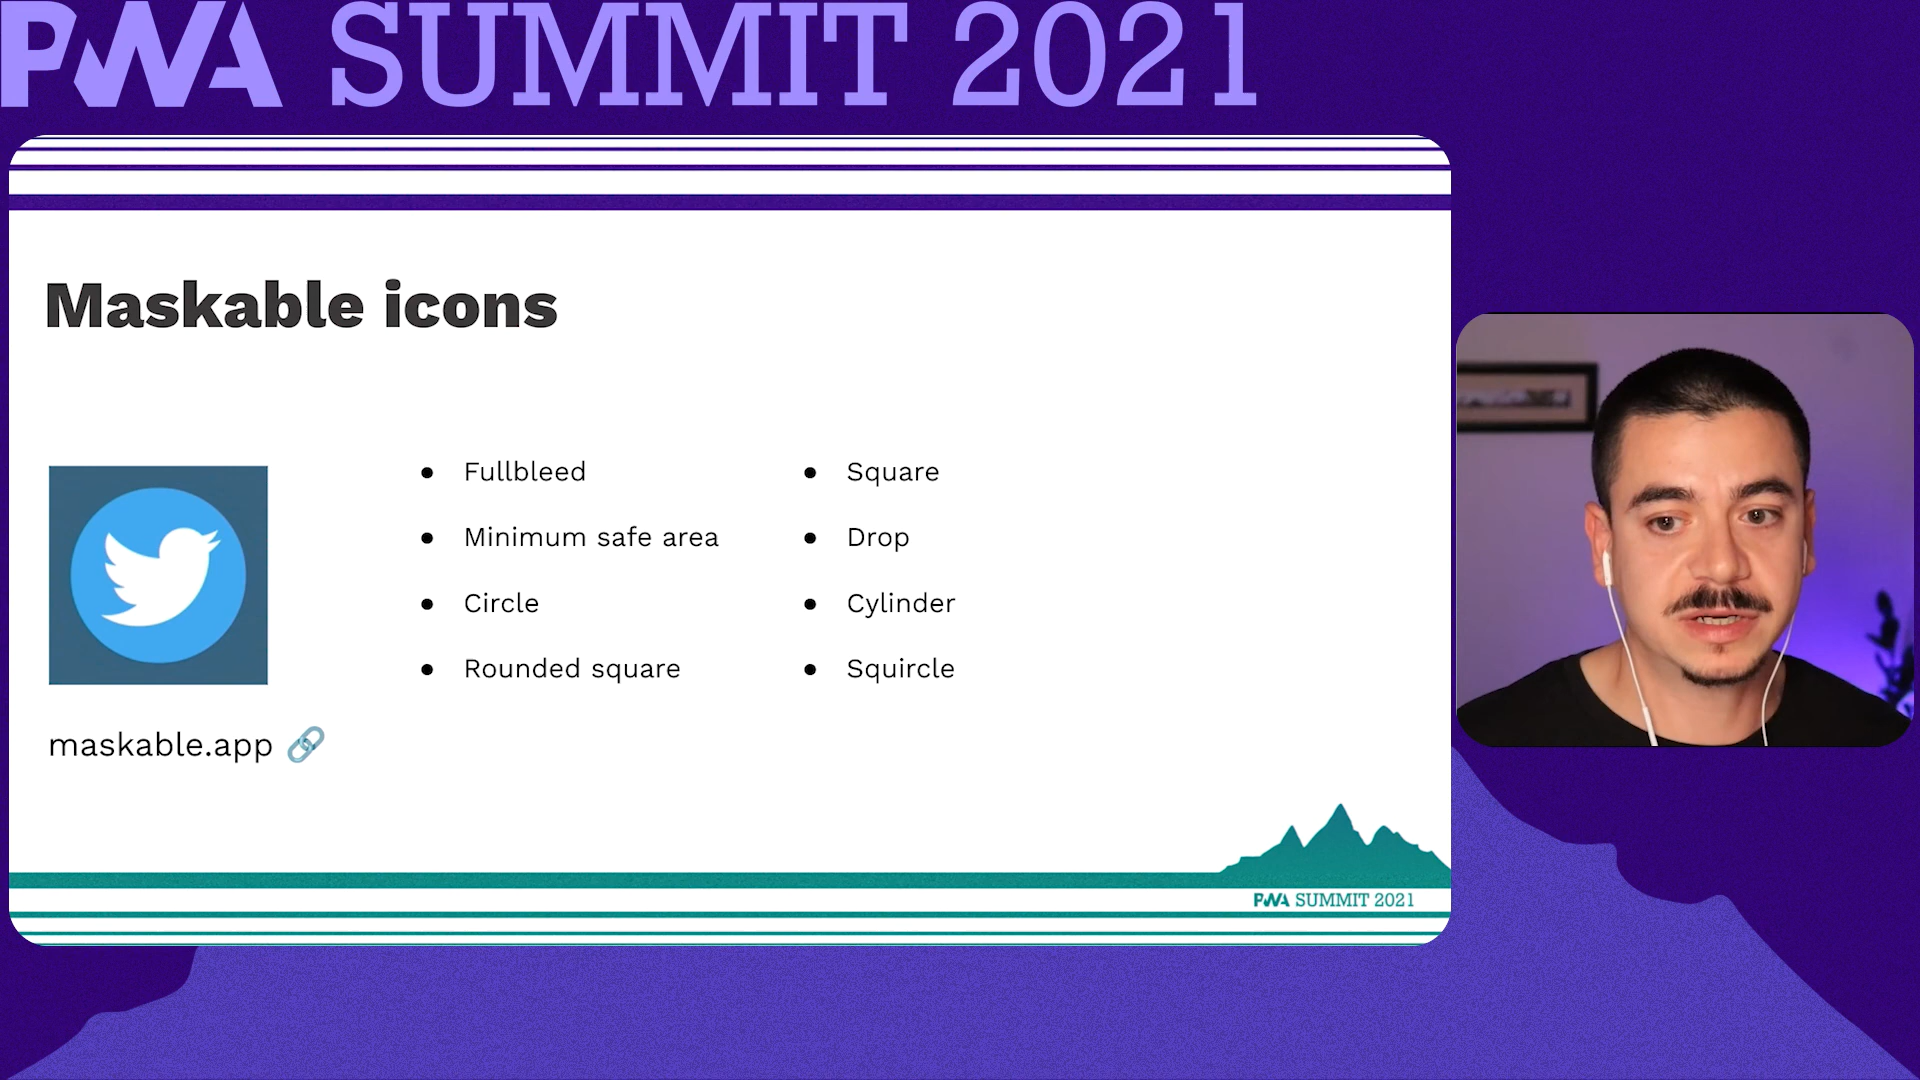 PWA SUMMIT 2021
Maskable icons
Fullbleed
Minimum safe area
Circle
Rounded square
Square
Drop
Cylinder
Squircle
maskable.app
PWA SUMMIT 2021